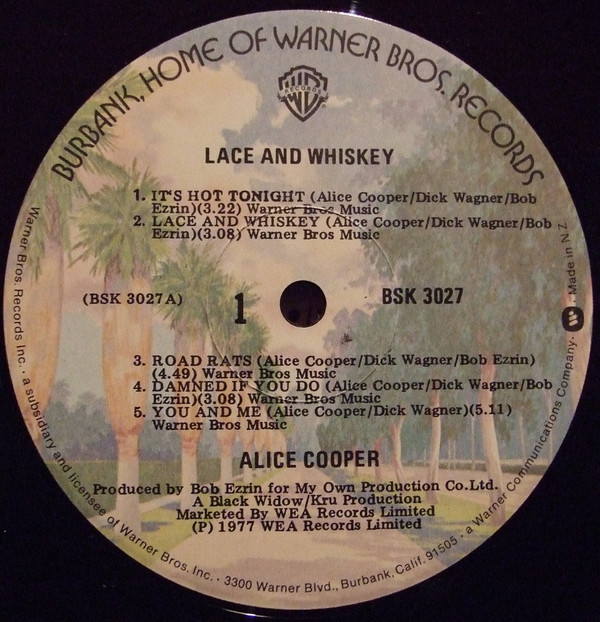 BURBANK, HOME OF WARNER BROS. RECORDS
W B
RECORDS
LACE AND WHISKEY
1. IT'S HOT TONIGHT (Alice Cooper/Dick Wagner/Bob
Ezrin)(3.22) Warner Bros Music
2. LACE AND WHISKEY (Alice Cooper/Dick Wagner/Bob
Ezrin)(3.08) Warner Bros Music
(BSK 3027A)
1
BSK 3027
3. ROAD RATS (Alice Cooper/Dick Wagner/Bob Ezrin)
(4.49) Warner Bros Music
4. DAMNED IF YOU DO (Alice Cooper/Dick Wagner/Bob
Ezrin)(3.08) Warner Bros Music
5. YOU AND ME (Alice Cooper/Dick Wagner)(5.11)
Warner Bros Music
ALICE COOPER
Produced by Bob Ezrin for My Own Production Co.Ltd.
A Black Widow/Kru Production
Marketed By WEA Records Limited
(P) 1977 WEA Records Limited
Warner Bros. Records Inc. · a subsidiary and licensee of Warner Bros. Inc. · 3300 Warner Blvd., Burbank, Calif. 91505 · a Warner Communications Company · Made in N Z